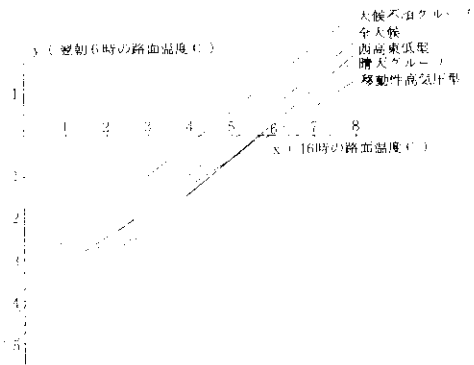 天候不順グループ
y (翌朝6時の路面温度℃)
全天候
西高東低型
晴天グループ
移動性高気圧型
1
1 2 3 4 5 6 7 8
x (16時の路面温度℃)
1
2
3
4
5